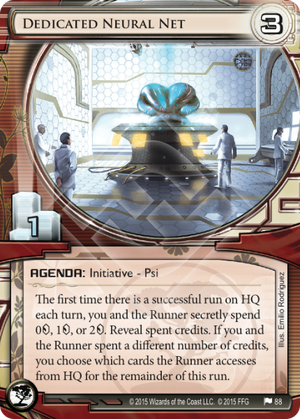 DEDICATED NEURAL NET
3
1
AGENDA: Initiative - Psi
The first time there is a successful run on HQ
each turn, you and the Runner secretly spend
0, 1, or 2. Reveal spent credits. If you and
the Runner spent a different number of credits,
you choose which cards the Runner accesses
from HQ for the remainder of this run.
Illus. Emilio Rodriguez
© 2015 Wizards of the Coast LLC. © 2015 FFG
88